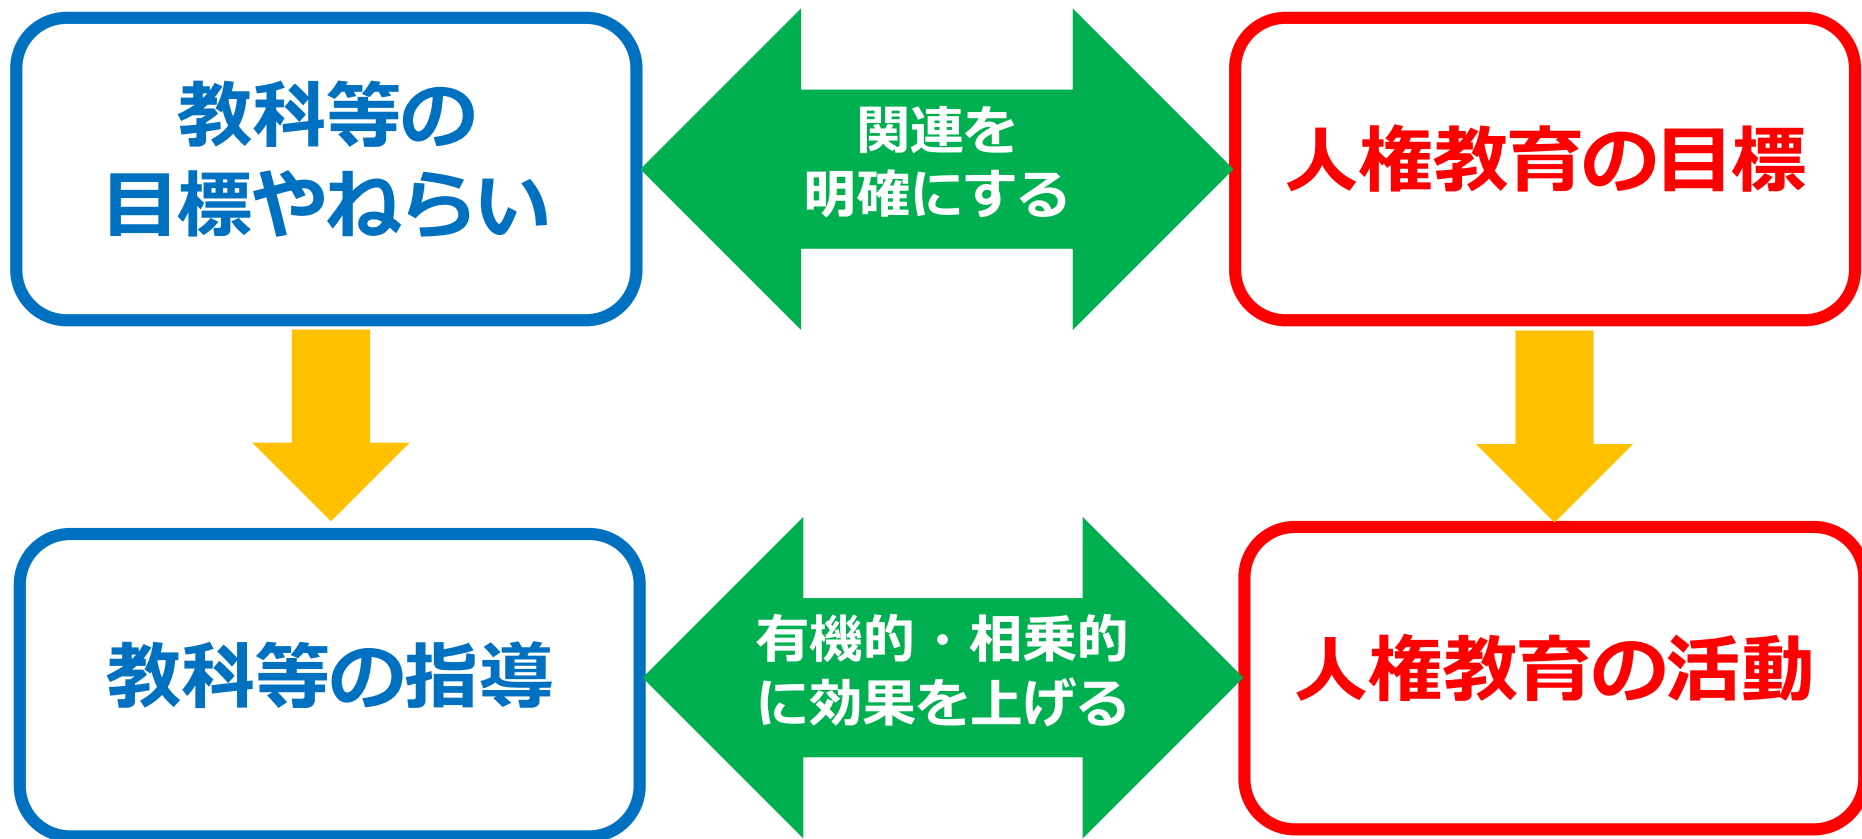 教科等の
目標やねらい
関連を
明確にする
人権教育の目標
教科等の指導
有機的・相乗的
に効果を上げる
人権教育の活動